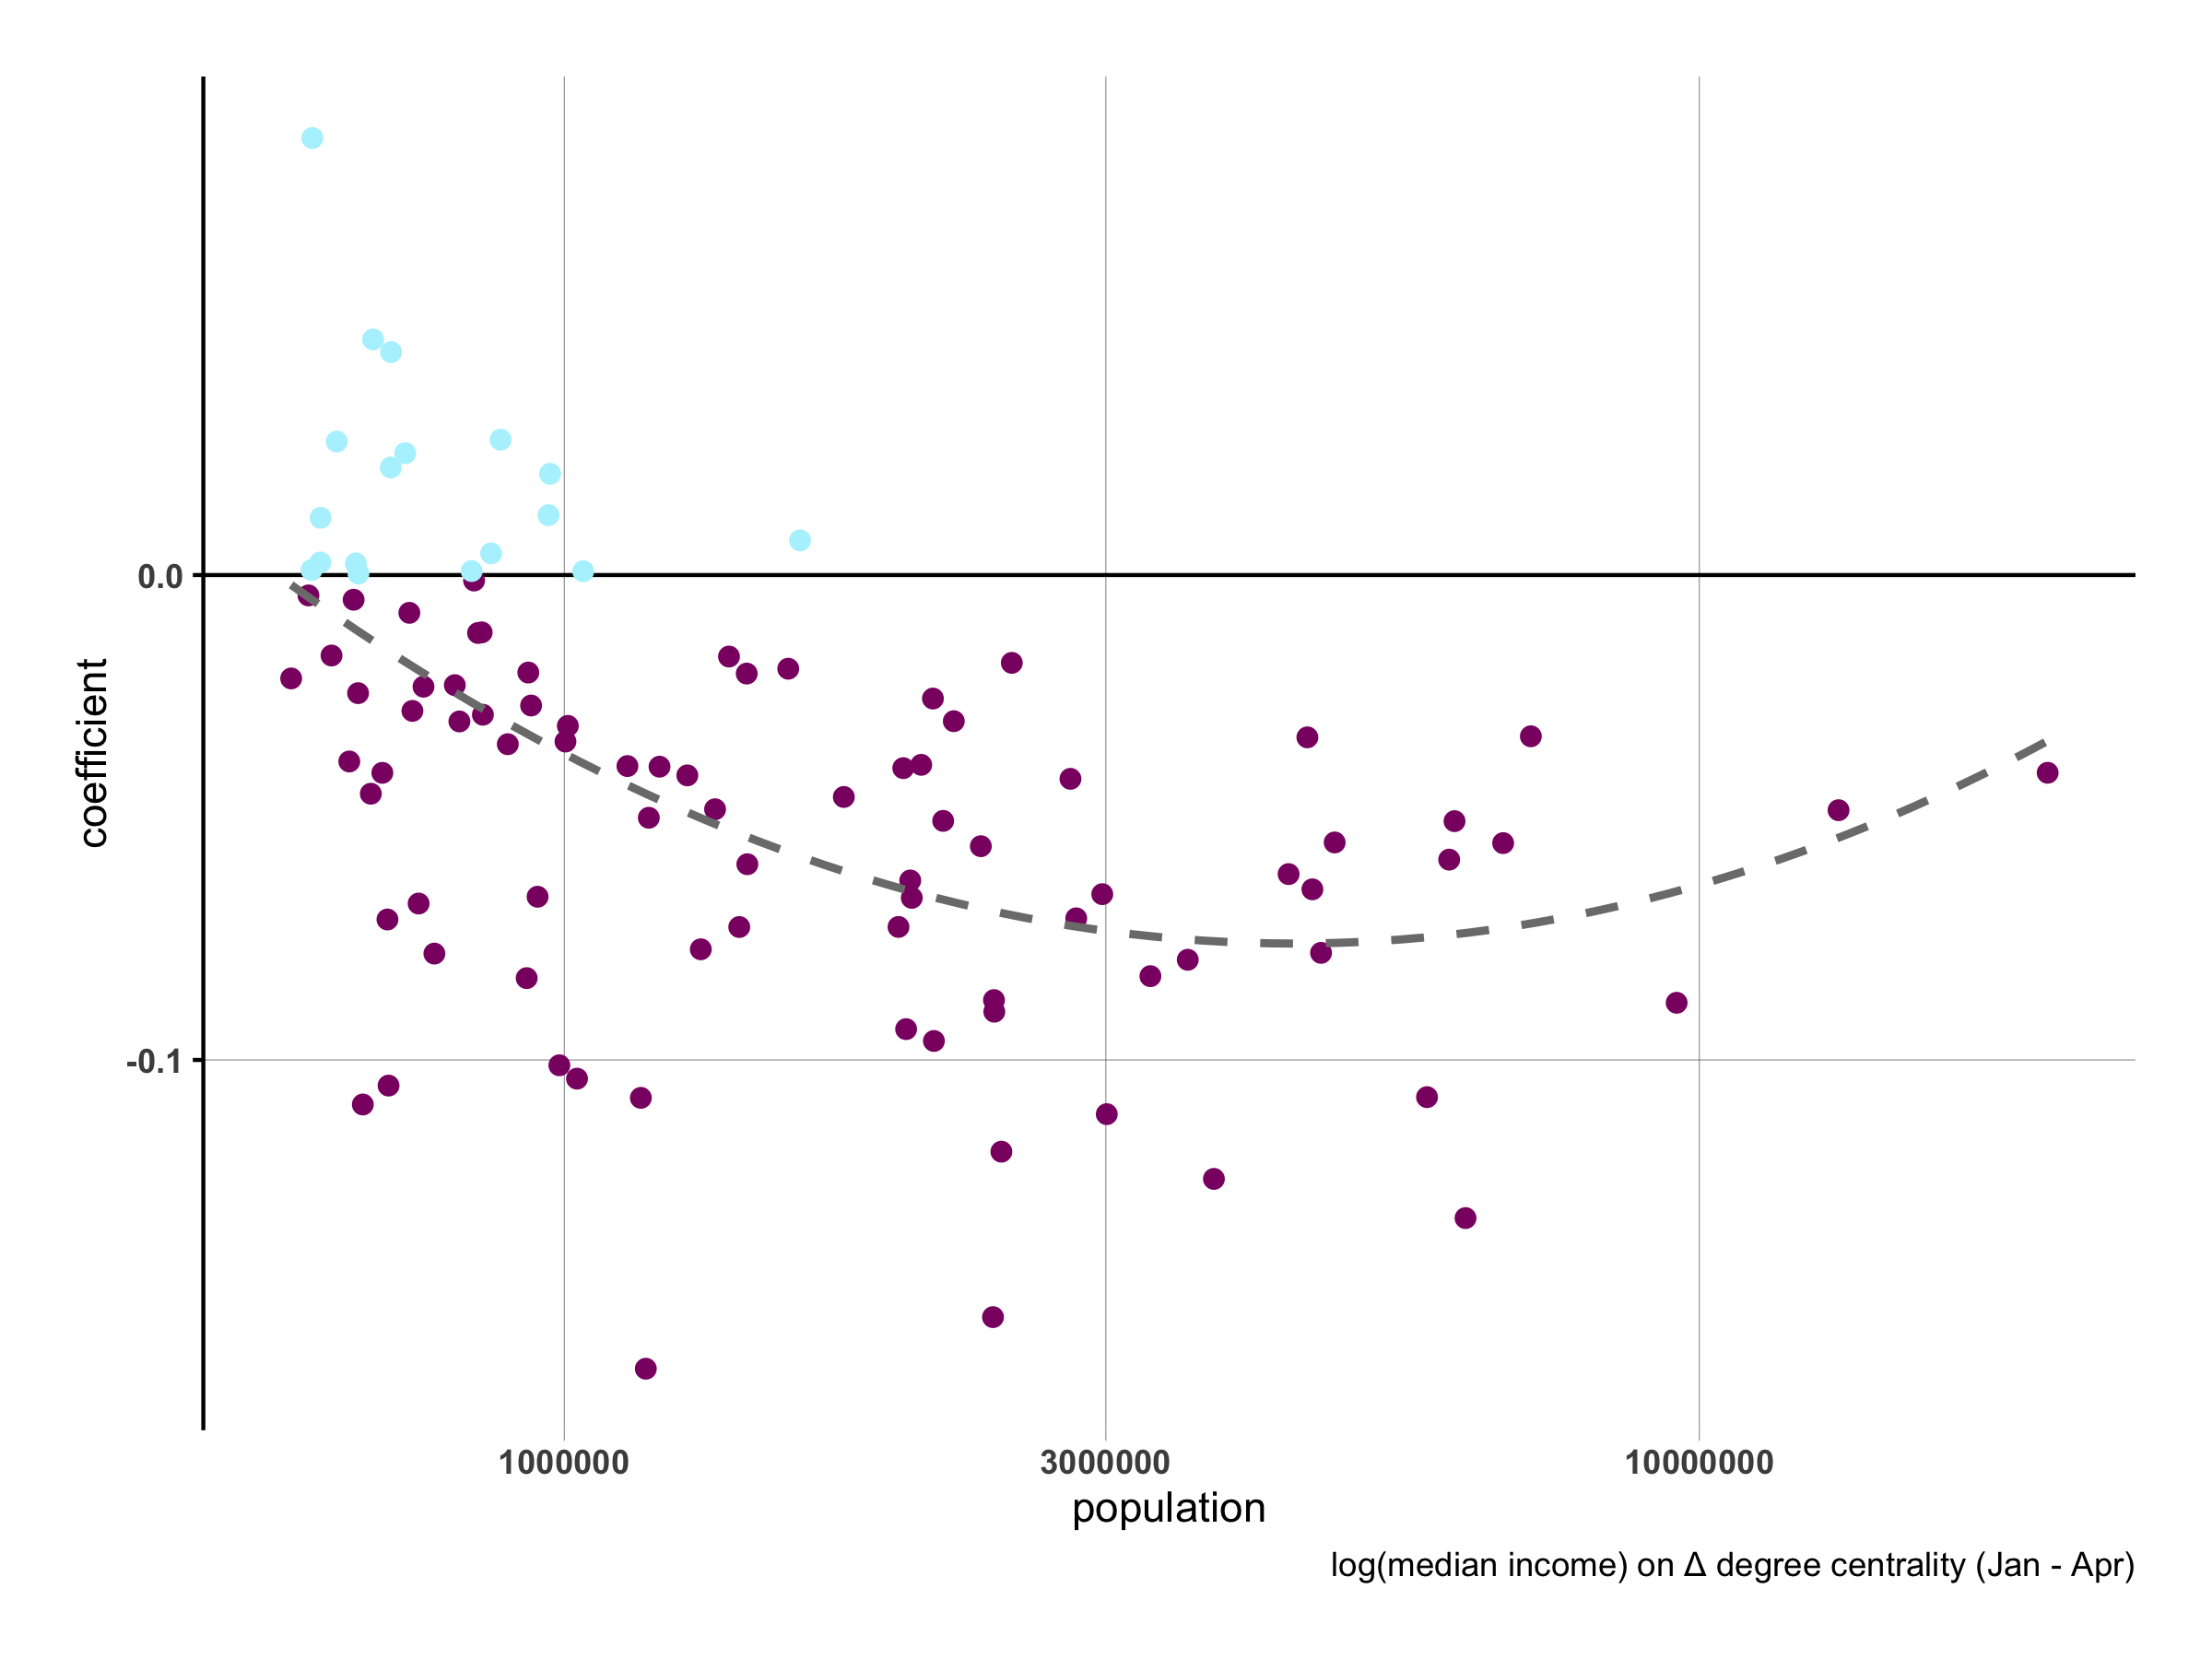 coefficient
0.0
-0.1
1000000
3000000
10000000
population
log(median income) on Δ degree centrality (Jan - Apr)